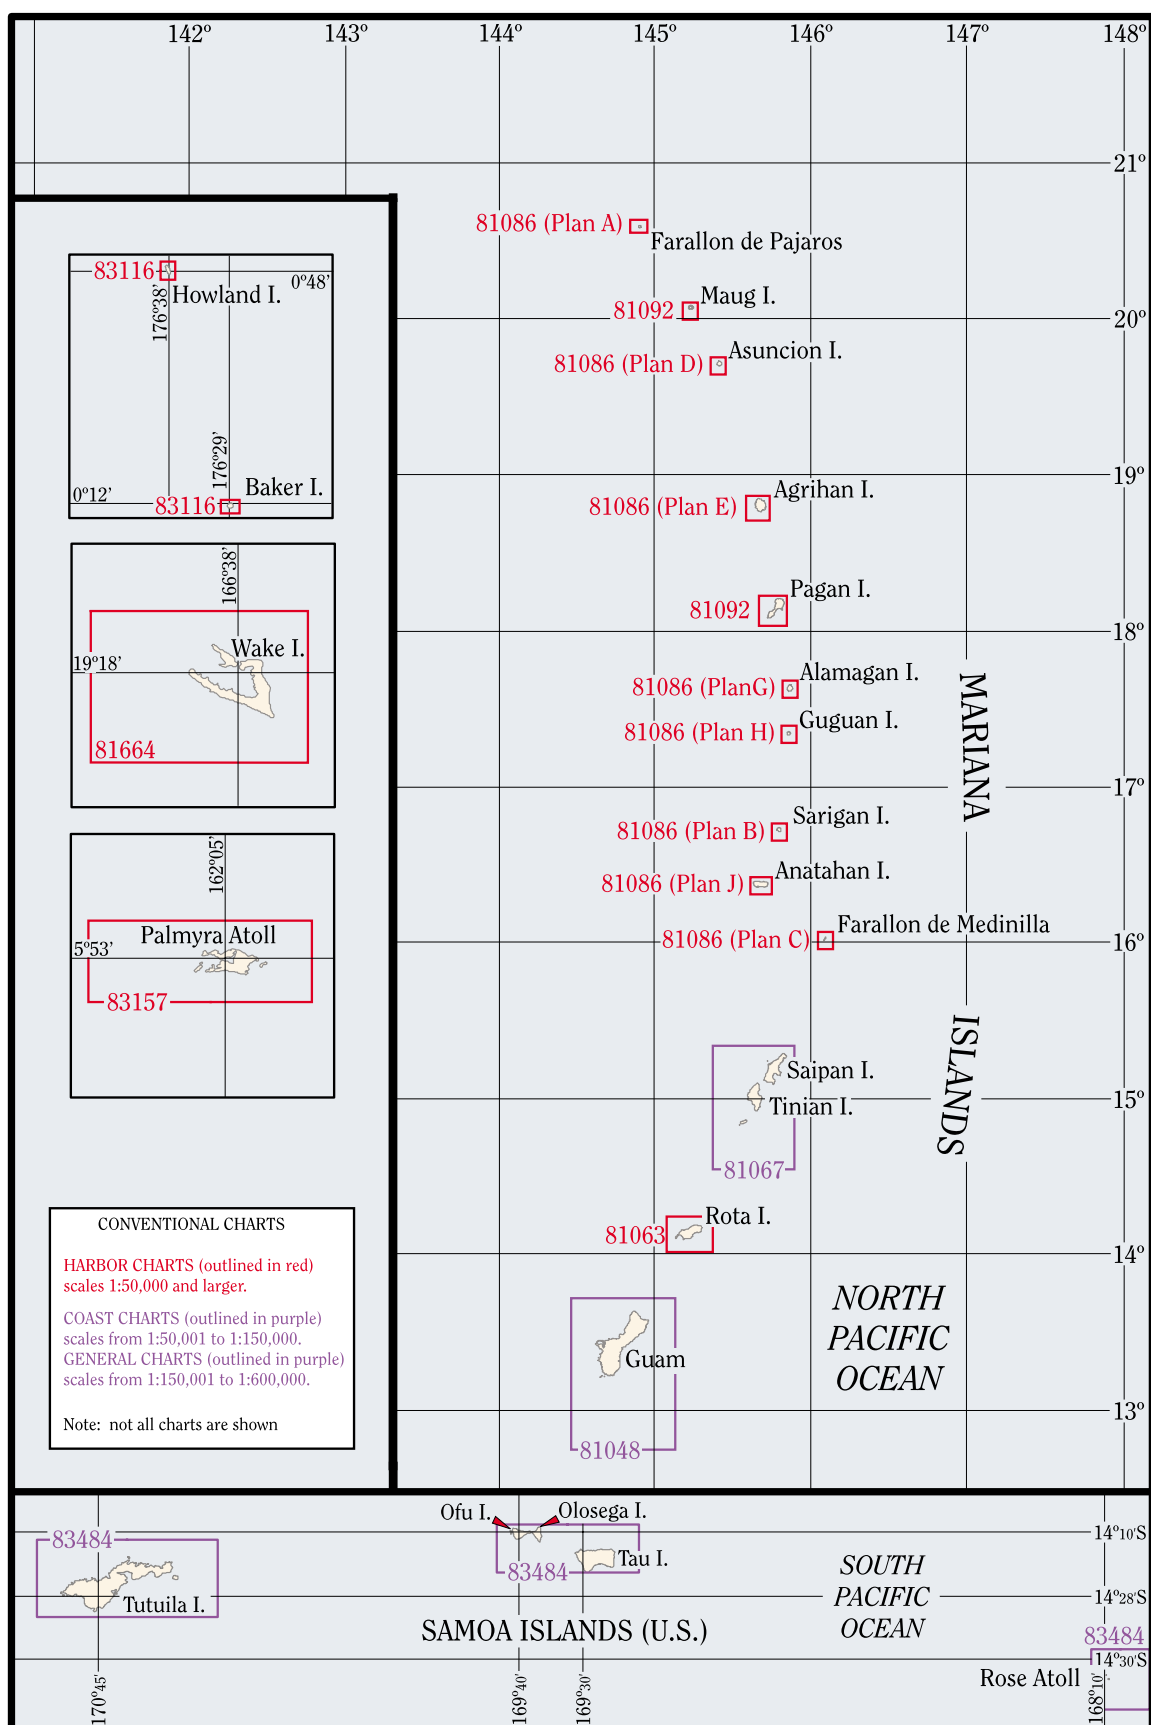 142º 143º 144º 145º 146º 147º 148º
21º
81086 (Plan A)
Farallon de Pajaros
Maug I.
81092
20º
Asuncion I.
81086 (Plan D)
19º
Agrihan I.
81086 (Plan E)
Pagan I.
81092
18º
Alamagan I.
81086 (PlanG)
Guguan I.
81086 (Plan H)
17º
Sarigan I.
81086 (Plan B)
Anatahan I.
81086 (Plan J)
Farallon de Medinilla
81086 (Plan C)
16º
MARIANA
ISLANDS
Saipan I.
15º
Tinian I.
81067
Rota I.
81063
14º
NORTH
PACIFIC
OCEAN
Guam
13º
81048
83116
0º48'
Howland I.
176º38'
176º29'
Baker I.
0º12'
83116
166º38'
Wake I.
19º18'
81664
162º05'
Palmyra Atoll
5º53'
83157
CONVENTIONAL CHARTS
HARBOR CHARTS (outlined in red)
scales 1:50,000 and larger.
COAST CHARTS (outlined in purple)
scales from 1:50,001 to 1:150,000.
GENERAL CHARTS (outlined in purple)
scales from 1:150,001 to 1:600,000.
Note: not all charts are shown
Ofu I.
Olosega I.
83484
14º10'S
Tau I.
83484
SOUTH
PACIFIC
OCEAN
Tutuila I.
14º28'S
SAMOA ISLANDS (U.S.)
83484
14º30'S
Rose Atoll
170º45'
169º40'
169º30'
168º10'